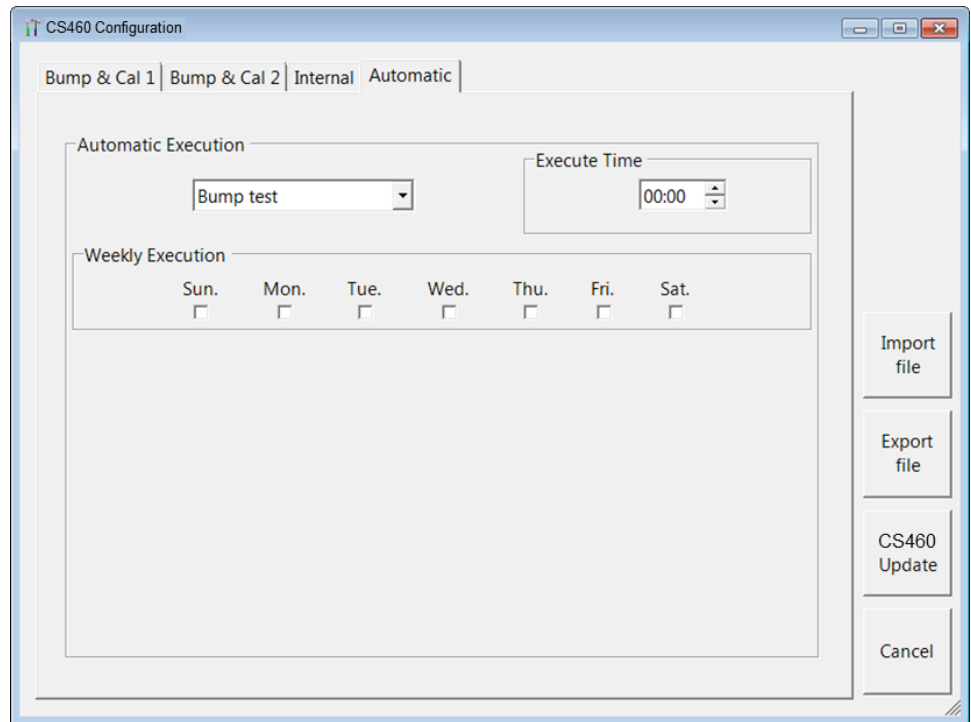 CS460 Configuration
Bump & Cal 1 Bump & Cal 2 Internal Automatic
Automatic Execution
Bump test
Execute Time
00:00
Weekly Execution
Sun. Mon. Tue. Wed. Thu. Fri. Sat.
Import
file
Export
file
CS460
Update
Cancel